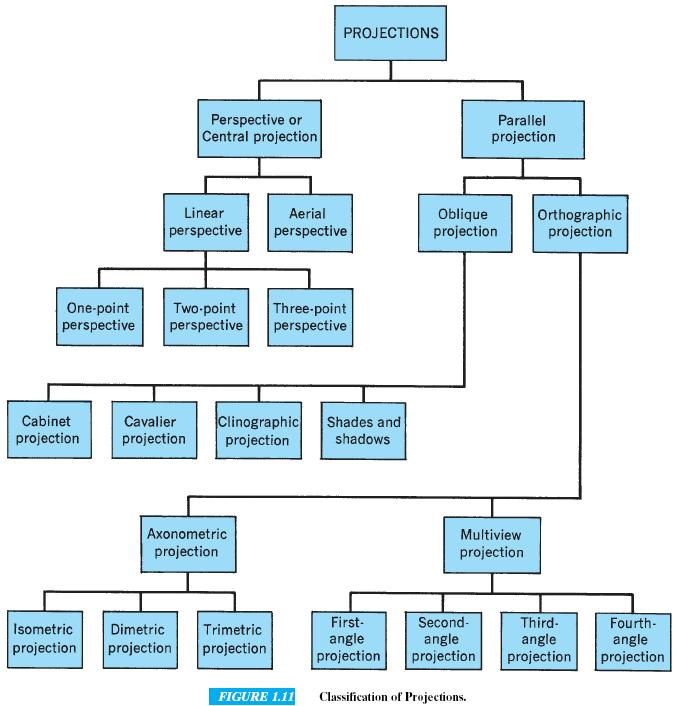 PROJECTIONS
Perspective or
Central projection
Parallel
projection
Linear
perspective
Aerial
perspective
Oblique
projection
Orthographic
projection
One-point
perspective
Two-point
perspective
Three-point
perspective
Cabinet
projection
Cavalier
projection
Clinographic
projection
Shades and
shadows
Axonometric
projection
Multiview
projection
Isometric
projection
Dimetric
projection
Trimetric
projection
First-
angle
projection
Second-
angle
projection
Third-
angle
projection
Fourth-
angle
projection
FIGURE 1.11 Classification of Projections.